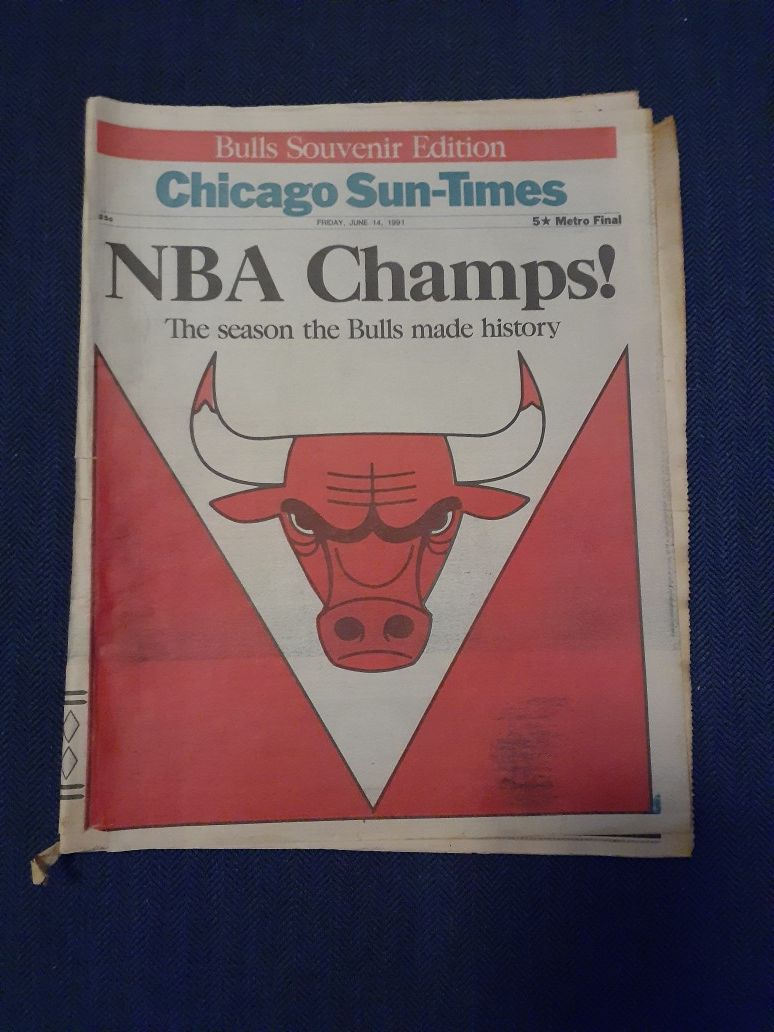 Bulls Souvenir Edition
Chicago Sun-Times
35¢ FRIDAY, JUNE 14, 1991 5★ Metro Final
NBA Champs!
The season the Bulls made history